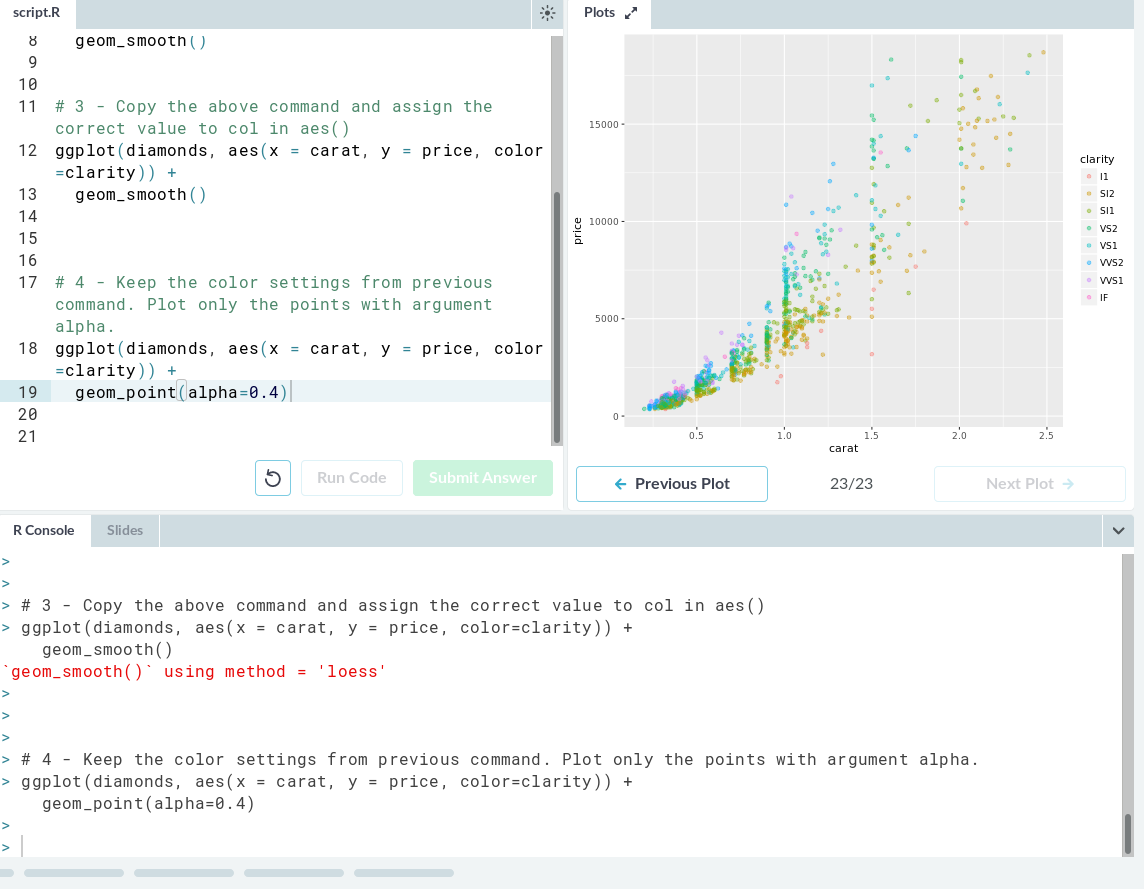 script.R
8 geom_smooth()
9
10
11 # 3 - Copy the above command and assign the
correct value to col in aes()
12 ggplot(diamonds, aes(x = carat, y = price, color
=clarity)) +
13 geom_smooth()
14
15
16
17 # 4 - Keep the color settings from previous
command. Plot only the points with argument
alpha.
18 ggplot(diamonds, aes(x = carat, y = price, color
=clarity)) +
19 geom_point(alpha=0.4)
20
21
Run Code
Submit Answer
Plots
15000
10000
5000
0
price
0.5 1.0 1.5 2.0 2.5
carat
clarity
I1
SI2
SI1
VS2
VS1
VVS2
VVS1
IF
Previous Plot
23/23
Next Plot
R Console
Slides
>
>
> # 3 - Copy the above command and assign the correct value to col in aes()
> ggplot(diamonds, aes(x = carat, y = price, color=clarity)) +
geom_smooth()
`geom_smooth()` using method = 'loess'
>
>
>
> # 4 - Keep the color settings from previous command. Plot only the points with argument alpha.
> ggplot(diamonds, aes(x = carat, y = price, color=clarity)) +
geom_point(alpha=0.4)
>
>